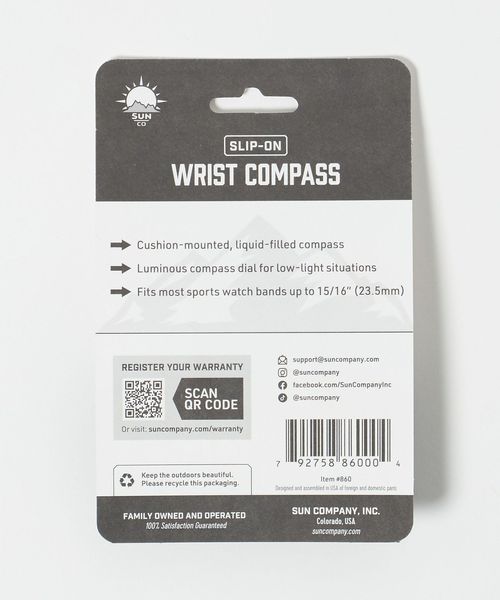 SUN
CO
SLIP-ON
WRIST COMPASS
Cushion-mounted, liquid-filled compass
Luminous compass dial for low-light situations
Fits most sports watch bands up to 15/16" (23.5mm)
REGISTER YOUR WARRANTY
SCAN
QR CODE
Or visit: suncompany.com/warranty
support@suncompany.com
@suncompany
facebook.com/SunCompanyInc
@suncompany
7 92758 86000 4
Item #860
Designed and assembled in USA of foreign and domestic parts
Keep the outdoors beautiful.
Please recycle this packaging.
FAMILY OWNED AND OPERATED
100% Satisfaction Guaranteed
SUN COMPANY, INC.
Colorado, USA
suncompany.com